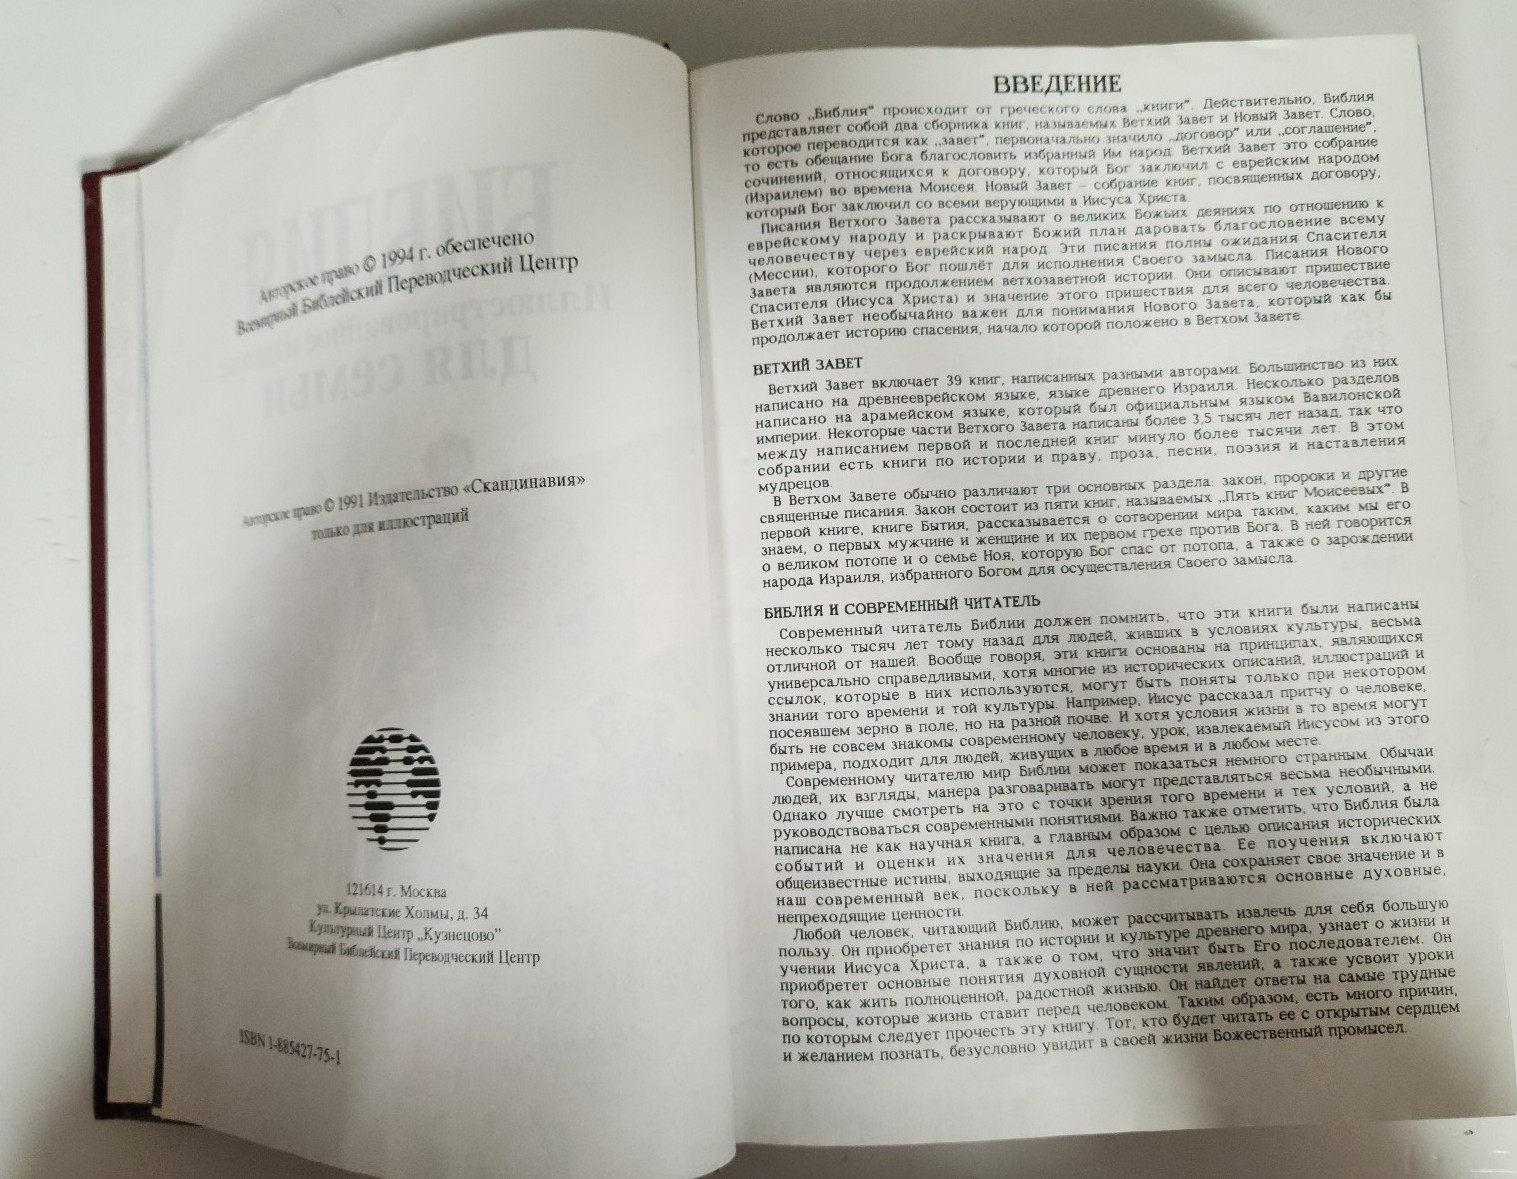 Авторское право © 1994 г. обеспечено
Всемирный Библейский Переводческий Центр
Авторское право © 1991 Издательство «Скандинавия»
только для иллюстраций
121614 г. Москва
ул. Крылатские Холмы, д. 34
Культурный Центр „Кузнецово”
Всемирный Библейский Переводческий Центр
ISBN 1-885427-75-1
ВВЕДЕНИЕ
Слово „Библия” происходит от греческого слова „книги”. Действительно, Библия
представляет собой два сборника книг, называемых Ветхий Завет и Новый Завет. Слово,
которое переводится как „завет”, первоначально значило „договор” или „соглашение”,
то есть обещание Бога благословить избранный Им народ. Ветхий Завет это собрание
сочинений, относящихся к договору, который Бог заключил с еврейским народом
(Израилем) во времена Моисея. Новый Завет - собрание книг, посвященных договору,
который Бог заключил со всеми верующими в Иисуса Христа.
Писания Ветхого Завета рассказывают о великих Божьих деяниях по отношению к
еврейскому народу и раскрывают Божий план даровать благословение всему
человечеству через еврейский народ. Эти писания полны ожидания Спасителя
(Мессии), которого Бог пошлёт для исполнения Своего замысла. Писания Нового
Завета являются продолжением ветхозаветной истории. Они описывают пришествие
Спасителя (Иисуса Христа) и значение этого пришествия для всего человечества.
Ветхий Завет необычайно важен для понимания Нового Завета, который как бы
продолжает историю спасения, начало которой положено в Ветхом Завете.
ВЕТХИЙ ЗАВЕТ
Ветхий Завет включает 39 книг, написанных разными авторами. Большинство из них
написано на древнееврейском языке, языке древнего Израиля. Несколько разделов
написано на арамейском языке, который был официальным языком Вавилонской
империи. Некоторые части Ветхого Завета написаны более 3,5 тысяч лет назад, так что
между написанием первой и последней книг минуло более тысячи лет. В этом
собрании есть книги по истории и праву, проза, песни, поэзия и наставления
мудрецов.
В Ветхом Завете обычно различают три основных раздела: закон, пророки и другие
священные писания. Закон состоит из пяти книг, называемых „Пять книг Моисеевых”. В
первой книге, книге Бытия, рассказывается о сотворении мира таким, каким мы его
знаем, о первых мужчине и женщине и их первом грехе против Бога. В ней говорится
о великом потопе и о семье Ноя, которую Бог спас от потопа, а также о зарождении
народа Израиля, избранного Богом для осуществления Своего замысла.
БИБЛИЯ И СОВРЕМЕННЫЙ ЧИТАТЕЛЬ
Современный читатель Библии должен помнить, что эти книги были написаны
несколько тысяч лет тому назад для людей, живших в условиях культуры, весьма
отличной от нашей. Вообще говоря, эти книги основаны на принципах, являющихся
универсально справедливыми, хотя многие из исторических описаний, иллюстраций и
ссылок, которые в них используются, могут быть поняты только при некотором
знании того времени и той культуры. Например, Иисус рассказал притчу о человеке,
посеявшем зерно в поле, но на разной почве. И хотя условия жизни в то время могут
быть не совсем знакомы современному человеку, урок, извлекаемый Иисусом из этого
примера, подходит для людей, живущих в любое время и в любом месте.
Современному читателю мир Библии может показаться немного странным. Обычаи
людей, их взгляды, манера разговаривать могут представляться весьма необычными.
Однако лучше смотреть на это с точки зрения того времени и тех условий, а не
руководствоваться современными понятиями. Важно также отметить, что Библия была
написана не как научная книга, а главным образом с целью описания исторических
событий и оценки их значения для человечества. Ее поучения включают
общеизвестные истины, выходящие за пределы науки. Она сохраняет свое значение и в
наш современный век, поскольку в ней рассматриваются основные духовные,
непреходящие ценности.
Любой человек, читающий Библию, может рассчитывать извлечь для себя большую
пользу. Он приобретет знания по истории и культуре древнего мира, узнает о жизни и
учении Иисуса Христа, а также о том, что значит быть Его последователем. Он
приобретет основные понятия духовной сущности явлений, а также усвоит уроки
того, как жить полноценной, радостной жизнью. Он найдет ответы на самые трудные
вопросы, которые жизнь ставит перед человеком. Таким образом, есть много причин,
по которым следует прочесть эту книгу. Тот, кто будет читать ее с открытым сердцем
и желанием познать, безусловно увидит в своей жизни Божественный промысел.